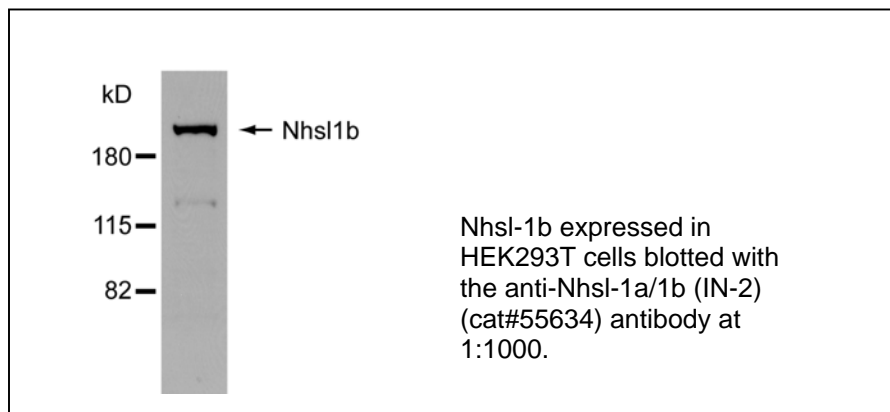 kD
Nhsl1b
180
115
82
Nhsl-1b expressed in
HEK293T cells blotted with
the anti-Nhsl-1a/1b (IN-2)
(cat#55634) antibody at
1:1000.